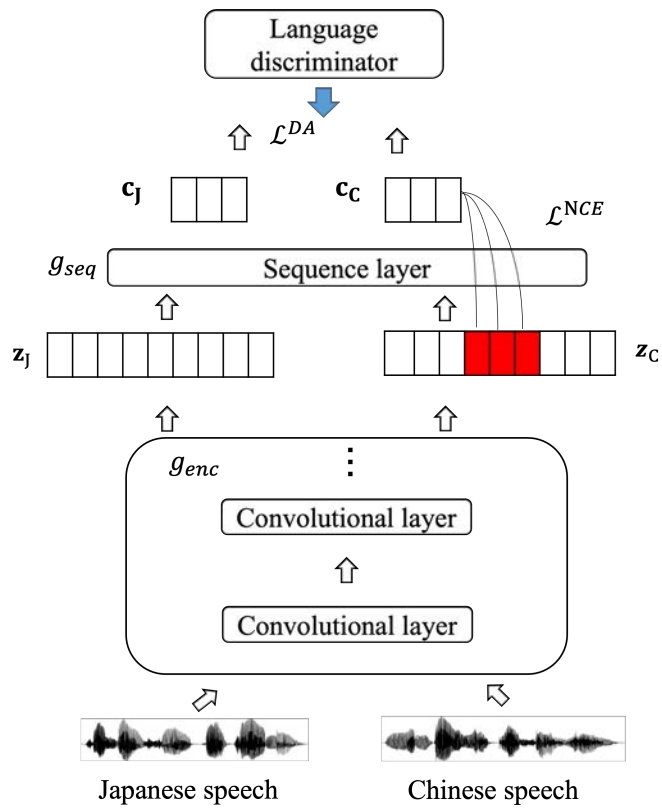 Language
discriminator
ℒ^DA
c_J
c_C
ℒ^NCE
g_seq
Sequence layer
z_J
z_C
g_enc
⋮
Convolutional layer
Convolutional layer
Japanese speech
Chinese speech